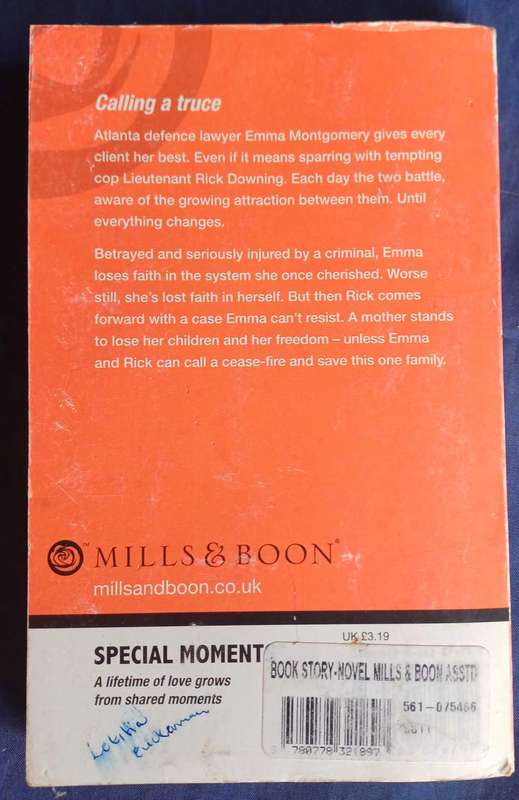 Calling a truce
Atlanta defence lawyer Emma Montgomery gives every
client her best. Even if it means sparring with tempting
cop Lieutenant Rick Downing. Each day the two battle,
aware of the growing attraction between them. Until
everything changes.
Betrayed and seriously injured by a criminal, Emma
loses faith in the system she once cherished. Worse
still, she's lost faith in herself. But then Rick comes
forward with a case Emma can't resist. A mother stands
to lose her children and her freedom – unless Emma
and Rick can call a cease-fire and save this one family.
™ MILLS & BOON®
millsandboon.co.uk
UK £3.19
SPECIAL MOMENT
A lifetime of love grows
from shared moments
BOOK STORY-NOVEL MILLS & BOON ASSTD
561-075466
780778 321897